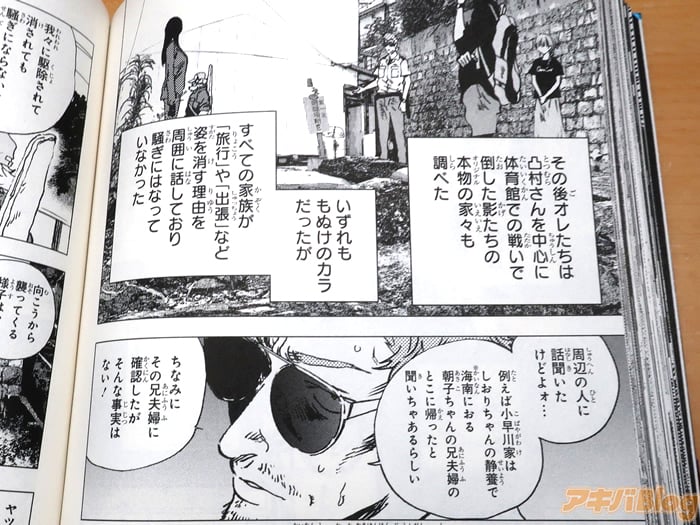 その後オレたちは
凸村さんを中心に
体育館での戦いで
倒した影たちの
本物の家々も
調べた
いずれも
もぬけのカラ
だったが
すべての家族が
「旅行」や「出張」など
姿を消す理由を
周囲に話しており
騒ぎにはなって
いなかった
周辺の人に
話聞いた
けどよォ…
例えば小早川家は
しおりちゃんの静養で
海南におる
朝子ちゃんの兄夫婦の
とこに帰ったと
聞いちゃあるらしい
ちなみに
その兄夫婦に
確認したが
そんな事実は
ない！
我々に駆除されて
消されても
騒ぎにならない
向こうから
襲ってくる
様子は
ヤツ
アキバBlog